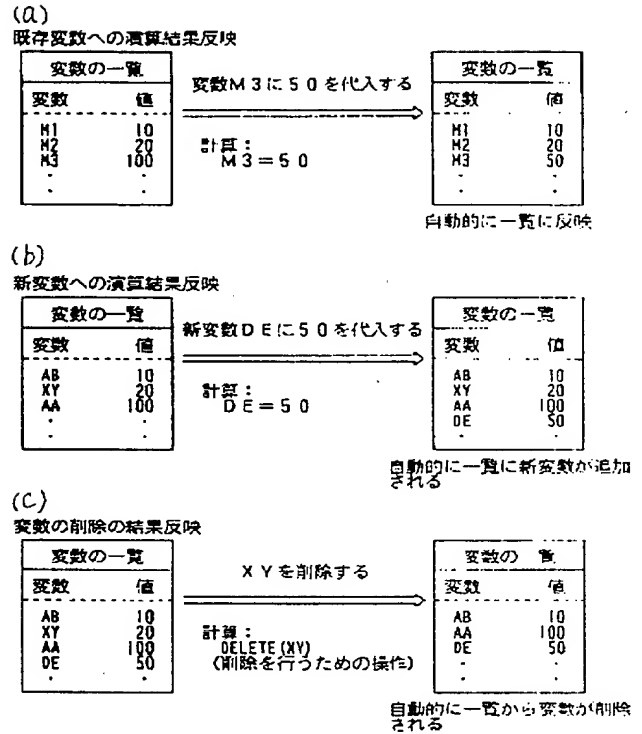 (a)
既存変数への演算結果反映
変数の一覧
変数 値
M1 10
M2 20
M3 100
変数M3に50を代入する
計算:
M3=50
変数の一覧
変数 値
M1 10
M2 20
M3 50
自動的に一覧に反映
(b)
新変数への演算結果反映
変数の一覧
変数 値
AB 10
XY 20
AA 100
新変数DEに50を代入する
計算:
DE=50
変数の一覧
変数 値
AB 10
XY 20
AA 100
DE 50
自動的に一覧に新変数が追加
される
(c)
変数の削除の結果反映
変数の一覧
変数 値
AB 10
XY 20
AA 100
DE 50
XYを削除する
計算:
DELETE(XY)
(削除を行うための操作)
変数の一覧
変数 値
AB 10
AA 100
DE 50
自動的に一覧から変数が削除
される